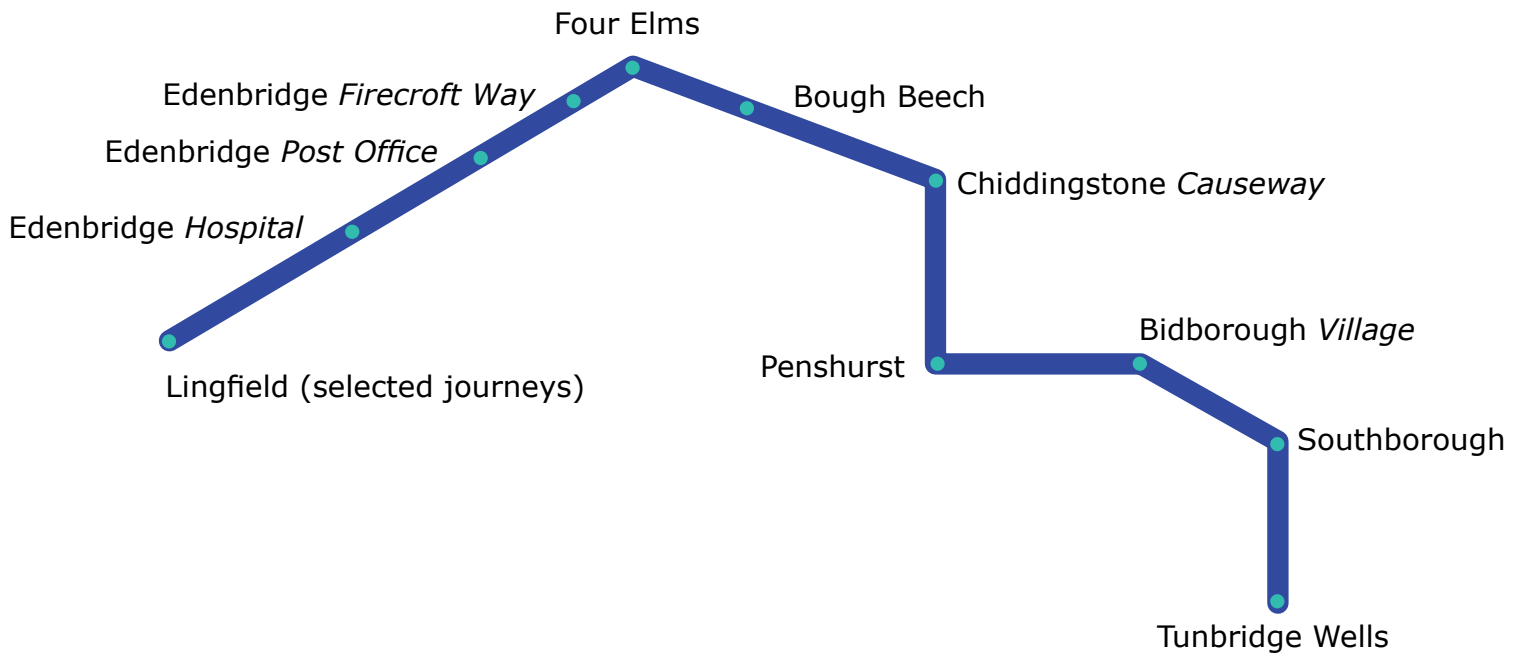 Four Elms
Edenbridge Firecroft Way
Bough Beech
Edenbridge Post Office
Chiddingstone Causeway
Edenbridge Hospital
Bidborough Village
Penshurst
Lingfield (selected journeys)
Southborough
Tunbridge Wells